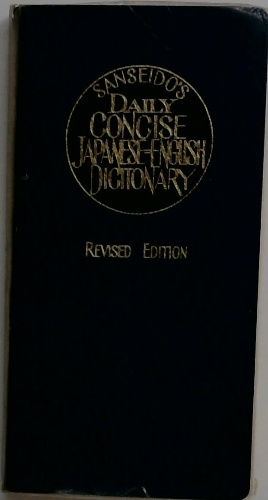 SANSEIDO'S
DAILY
CONCISE
JAPANESE-ENGLISH
DICTIONARY
REVISED EDITION